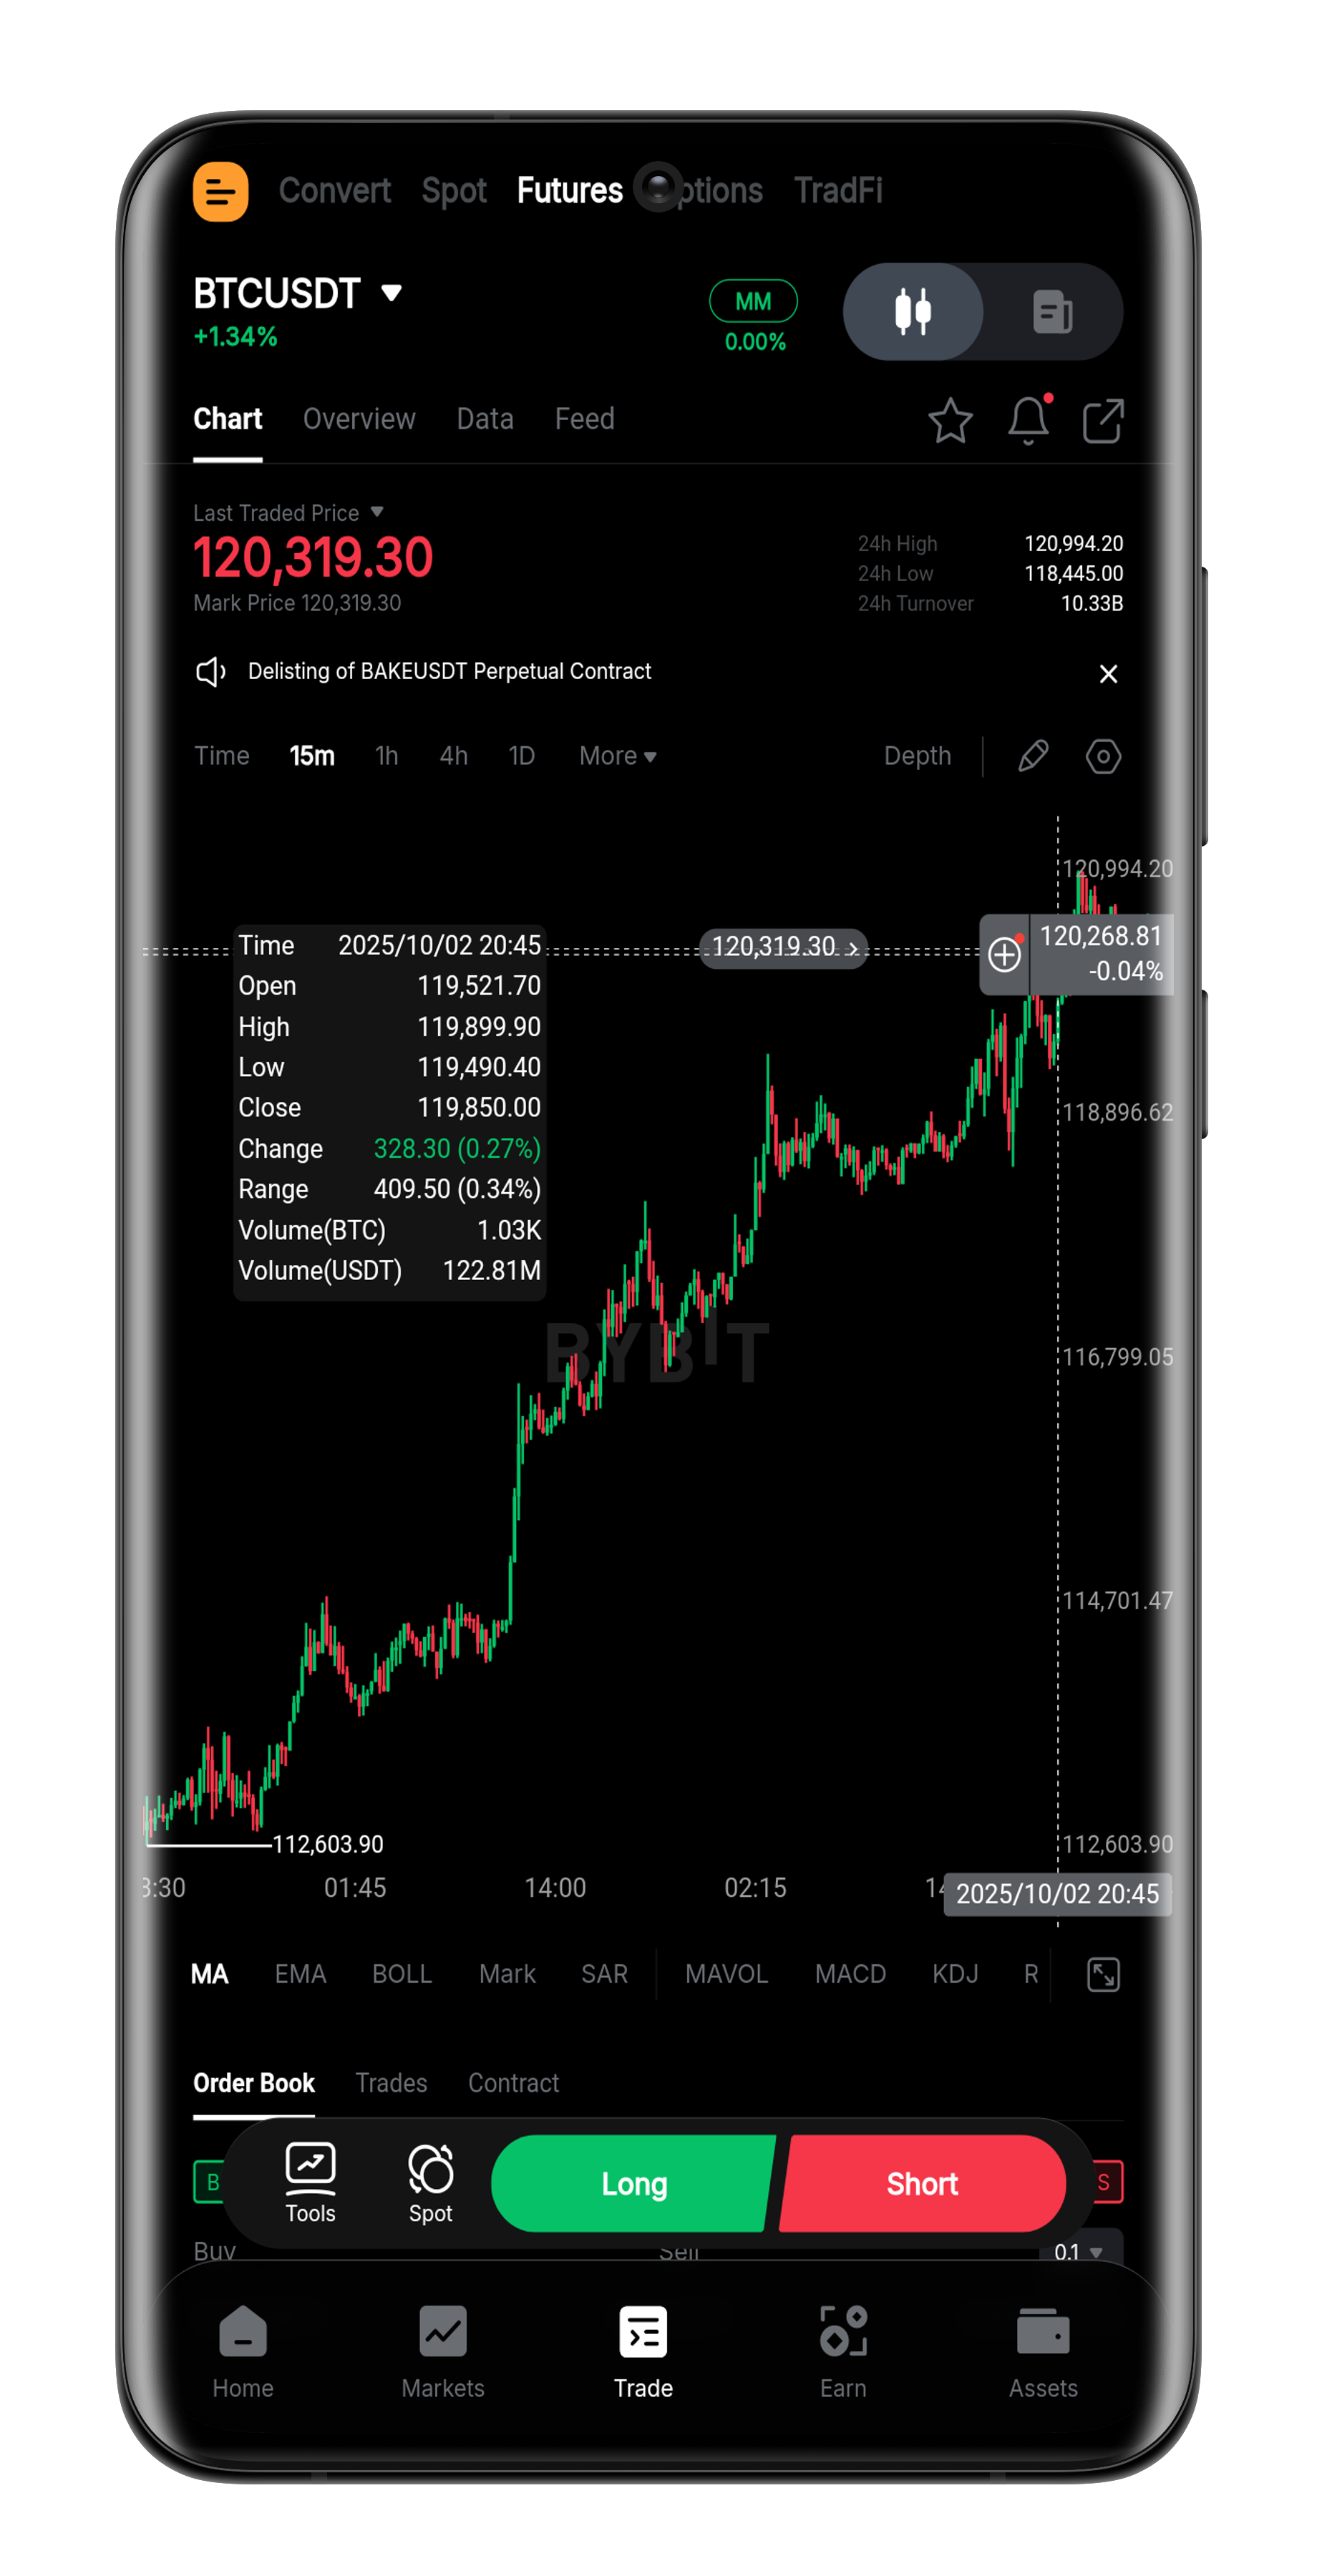 Convert Spot Futures ptions TradFi
BTCUSDT
+1.34%
MM
0.00%
Chart Overview Data Feed
Last Traded Price
120,319.30
Mark Price 120,319.30
24h High 120,994.20
24h Low 118,445.00
24h Turnover 10.33B
Delisting of BAKEUSDT Perpetual Contract
Time 15m 1h 4h 1D More Depth
120,994.20
Time 2025/10/02 20:45
Open 119,521.70
High 119,899.90
Low 119,490.40
Close 119,850.00
Change 328.30 (0.27%)
Range 409.50 (0.34%)
Volume(BTC) 1.03K
Volume(USDT) 122.81M
120,319.30 >
120,268.81
-0.04%
118,896.62
BYBIT
116,799.05
114,701.47
112,603.90
112,603.90
3:30 01:45 14:00 02:15 14 2025/10/02 20:45
MA EMA BOLL Mark SAR MAVOL MACD KDJ R
Order Book Trades Contract
B Tools Spot Long Short S
Buy Sell 0.1
Home Markets Trade Earn Assets